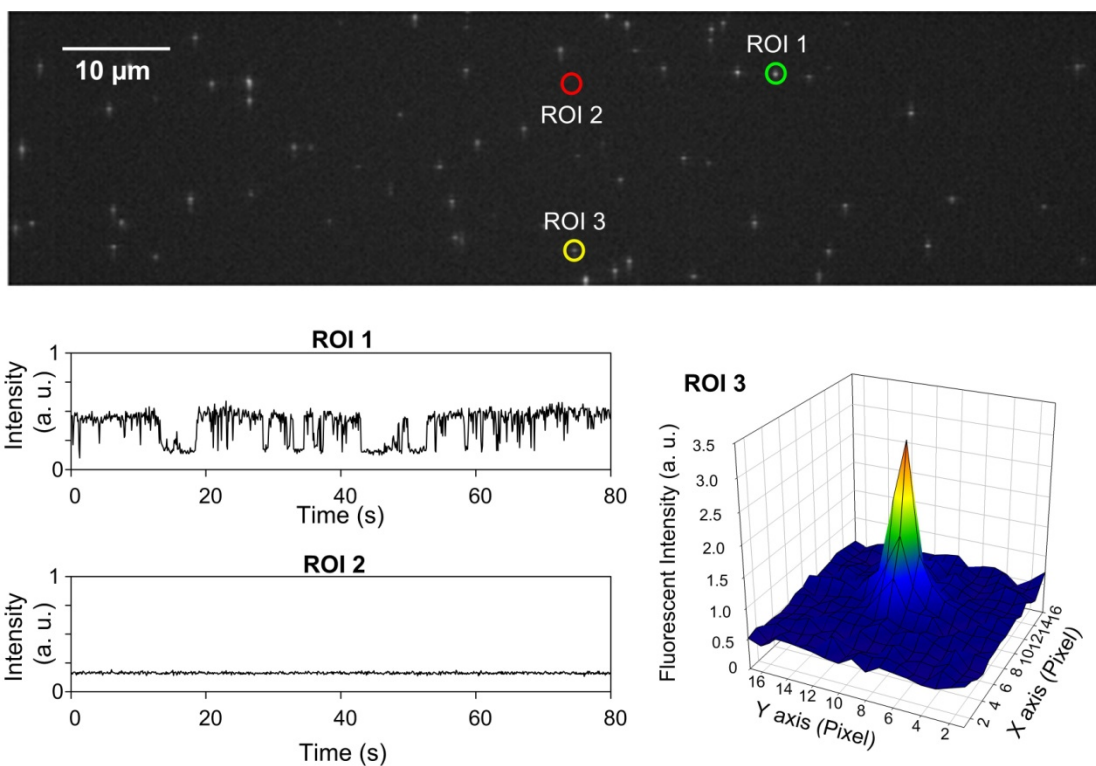 10 µm
ROI 1
ROI 2
ROI 3
ROI 1
Intensity
(a. u.)
1
0
0 20 40 60 80
Time (s)
ROI 2
Intensity
(a. u.)
1
0
0 20 40 60 80
Time (s)
ROI 3
Fluorescent Intensity (a. u.)
3.5
3.0
2.5
2.0
1.5
1.0
0.5
0
16 14 12 10 8 6 4 2
Y axis (Pixel)
2 4 6 8 10 12 14 16
X axis (Pixel)